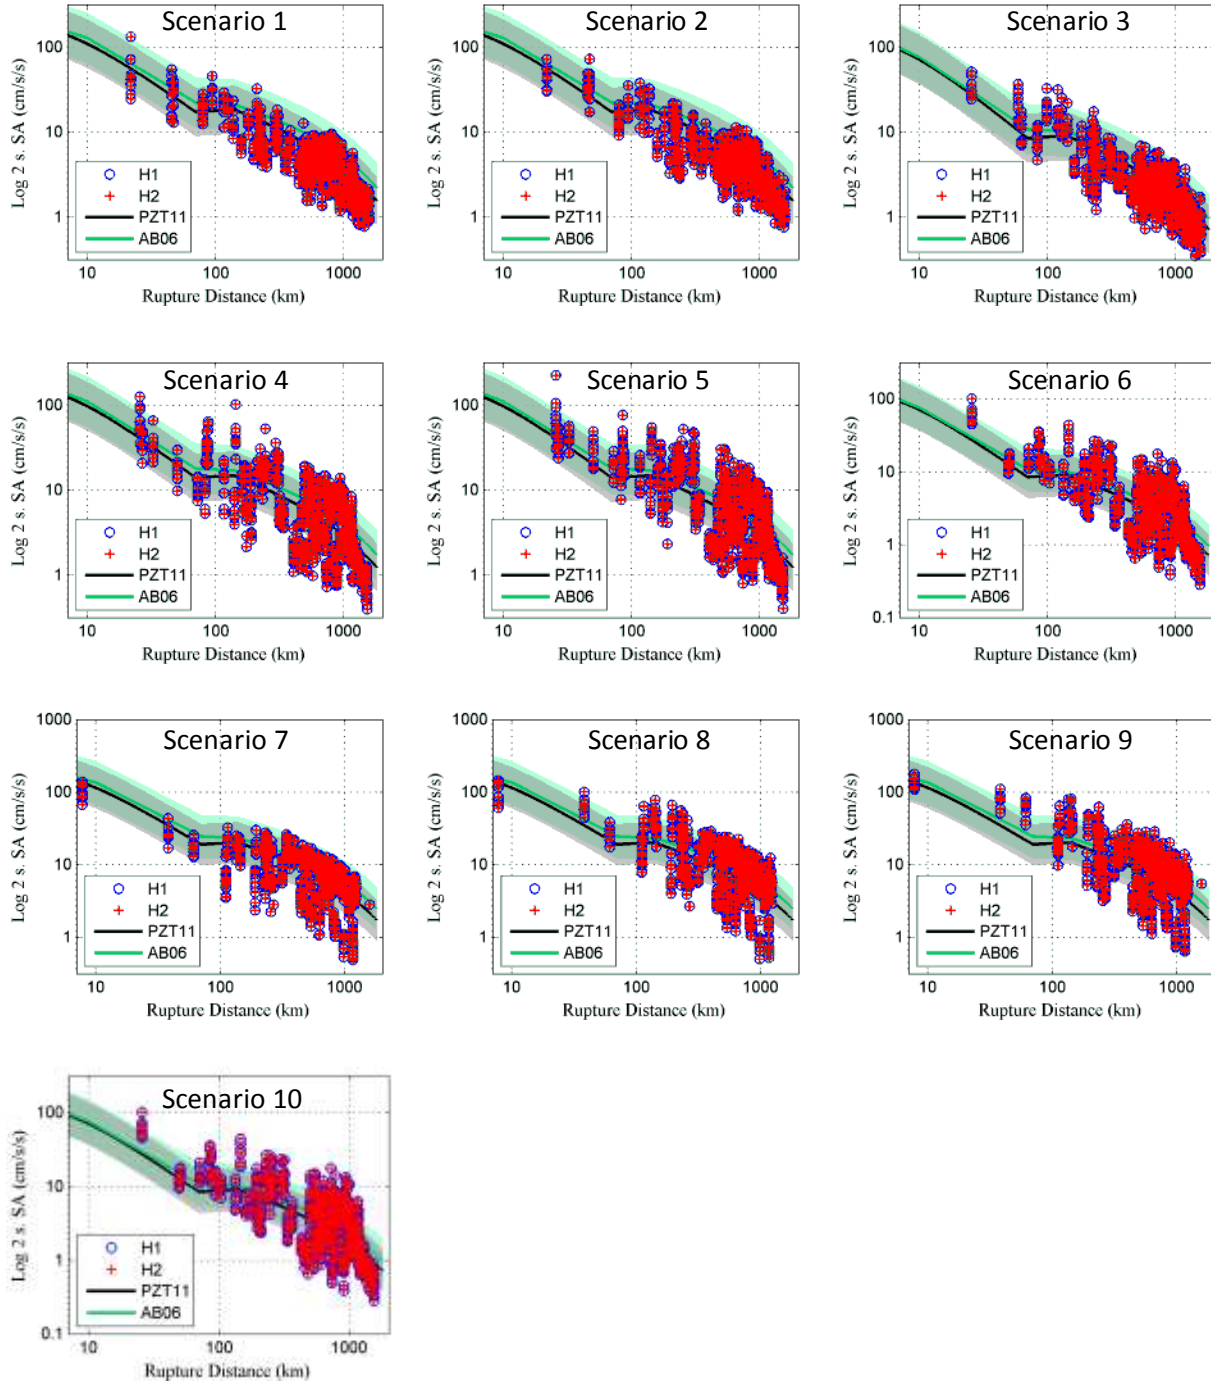 Scenario 1
Log 2 s. SA (cm/s/s)
100
10
1
H1
H2
PZT11
AB06
10 100 1000
Rupture Distance (km)
Scenario 2
Log 2 s. SA (cm/s/s)
100
10
1
H1
H2
PZT11
AB06
10 100 1000
Rupture Distance (km)
Scenario 3
Log 2 s. SA (cm/s/s)
100
10
1
H1
H2
PZT11
AB06
10 100 1000
Rupture Distance (km)
Scenario 4
Log 2 s. SA (cm/s/s)
100
10
1
H1
H2
PZT11
AB06
10 100 1000
Rupture Distance (km)
Scenario 5
Log 2 s. SA (cm/s/s)
100
10
1
H1
H2
PZT11
AB06
10 100 1000
Rupture Distance (km)
Scenario 6
Log 2 s. SA (cm/s/s)
100
10
1
0.1
H1
H2
PZT11
AB06
10 100 1000
Rupture Distance (km)
Scenario 7
Log 2 s. SA (cm/s/s)
1000
100
10
1
H1
H2
PZT11
AB06
10 100 1000
Rupture Distance (km)
Scenario 8
Log 2 s. SA (cm/s/s)
1000
100
10
1
H1
H2
PZT11
AB06
10 100 1000
Rupture Distance (km)
Scenario 9
Log 2 s. SA (cm/s/s)
1000
100
10
1
H1
H2
PZT11
AB06
10 100 1000
Rupture Distance (km)
Scenario 10
Log 2 s. SA (cm/s/s)
100
10
1
0.1
H1
H2
PZT11
AB06
10 100 1000
Rupture Distance (km)